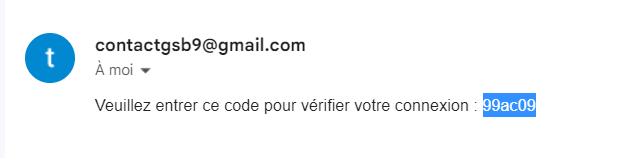 t
contactgsb9@gmail.com
À moi
Veuillez entrer ce code pour vérifier votre connexion : 99ac09